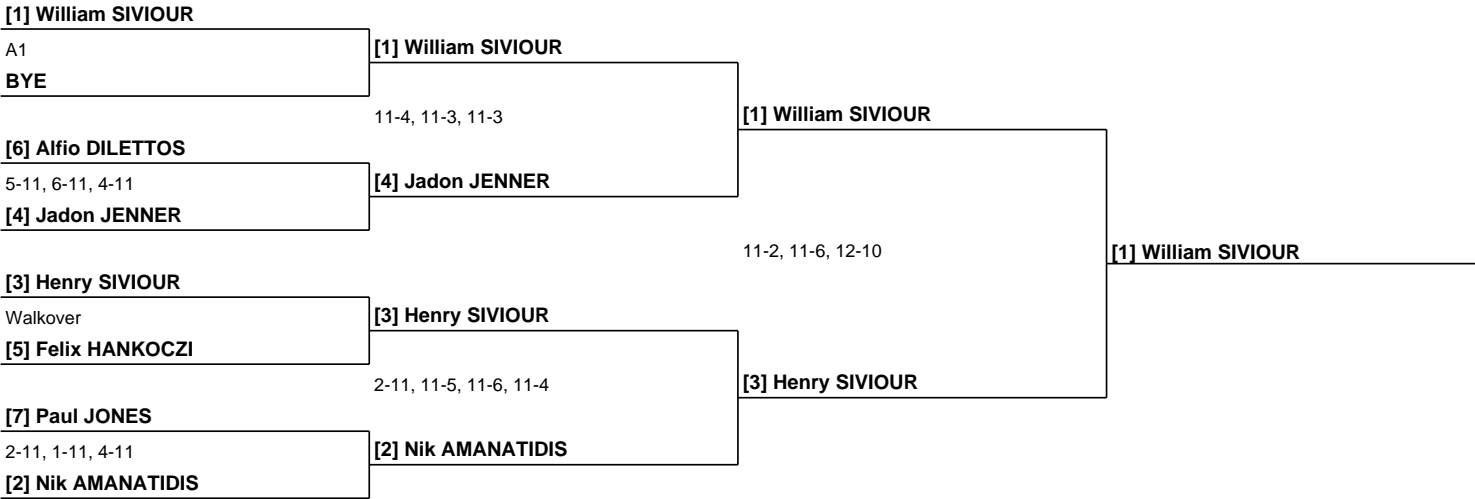 [1] William SIVIOUR
A1
BYE
[6] Alfio DILETTOS
5-11, 6-11, 4-11
[4] Jadon JENNER
[3] Henry SIVIOUR
Walkover
[5] Felix HANKOCZI
[7] Paul JONES
2-11, 1-11, 4-11
[2] Nik AMANATIDIS
[1] William SIVIOUR
11-4, 11-3, 11-3
[4] Jadon JENNER
[3] Henry SIVIOUR
2-11, 11-5, 11-6, 11-4
[2] Nik AMANATIDIS
[1] William SIVIOUR
11-2, 11-6, 12-10
[3] Henry SIVIOUR
[1] William SIVIOUR